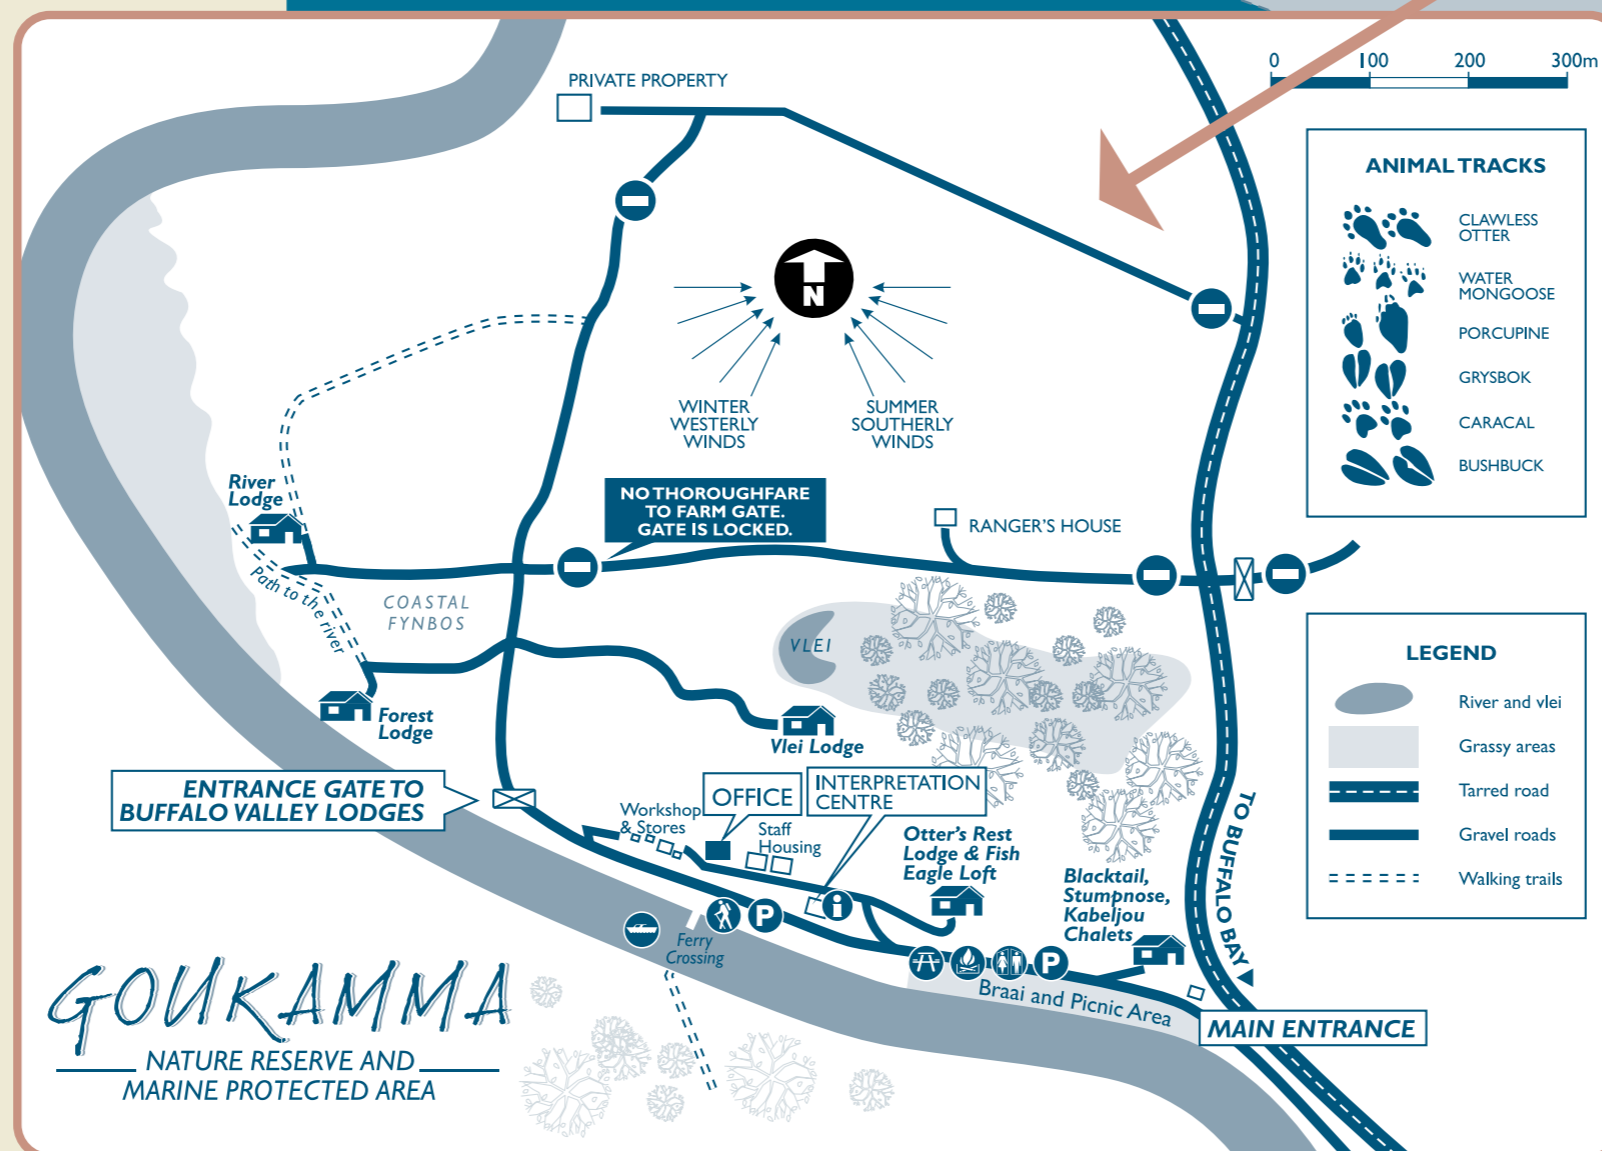 PRIVATE PROPERTY
0 100 200 300m
ANIMAL TRACKS
CLAWLESS
OTTER
WATER
MONGOOSE
PORCUPINE
GRYSBOK
CARACAL
BUSHBUCK
N
WINTER
WESTERLY
WINDS
SUMMER
SOUTHERLY
WINDS
River
Lodge
NO THOROUGHFARE
TO FARM GATE.
GATE IS LOCKED.
RANGER'S HOUSE
Path to the river
COASTAL
FYNBOS
VLEI
Forest
Lodge
Vlei Lodge
LEGEND
River and vlei
Grassy areas
Tarred road
Gravel roads
Walking trails
ENTRANCE GATE TO
BUFFALO VALLEY LODGES
Workshop
& Stores
OFFICE
Staff
Housing
INTERPRETATION
CENTRE
Otter's Rest
Lodge & Fish
Eagle Loft
Blacktail,
Stumpnose,
Kabeljou
Chalets
TO BUFFALO BAY
i
P
Ferry
Crossing
P
Braai and Picnic Area
MAIN ENTRANCE
GOUKAMMA
NATURE RESERVE AND
MARINE PROTECTED AREA